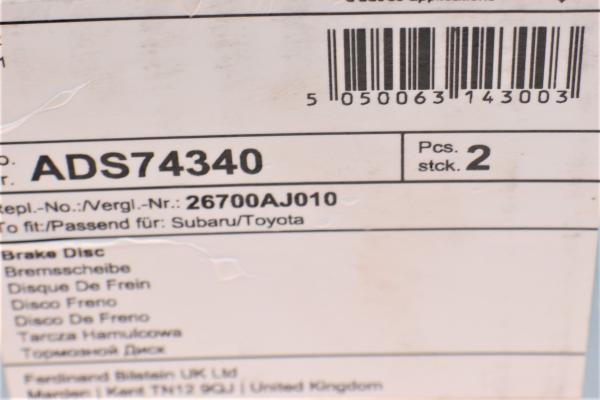 5 050063 143003
ADS74340
Pcs.
stck. 2
Repl.-No.:/Vergl.-Nr.: 26700AJ010
To fit:/Passend für: Subaru/Toyota
Brake Disc
Bremsscheibe
Disque De Frein
Disco Freno
Disco De Freno
Tarcza Hamulcowa
Тормозной Диск
Ferdinand Bilstein UK Ltd
Marden | Kent TN12 9QJ | United Kingdom